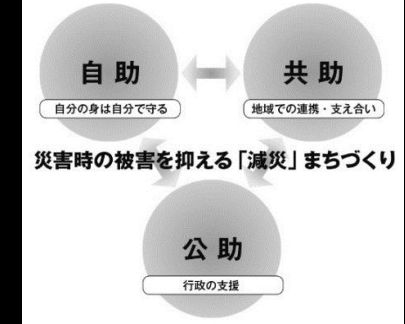 自助
共助
自分の身は自分で守る
地域での連携・支え合い
災害時の被害を抑える「減災」まちづくり
公助
行政の支援